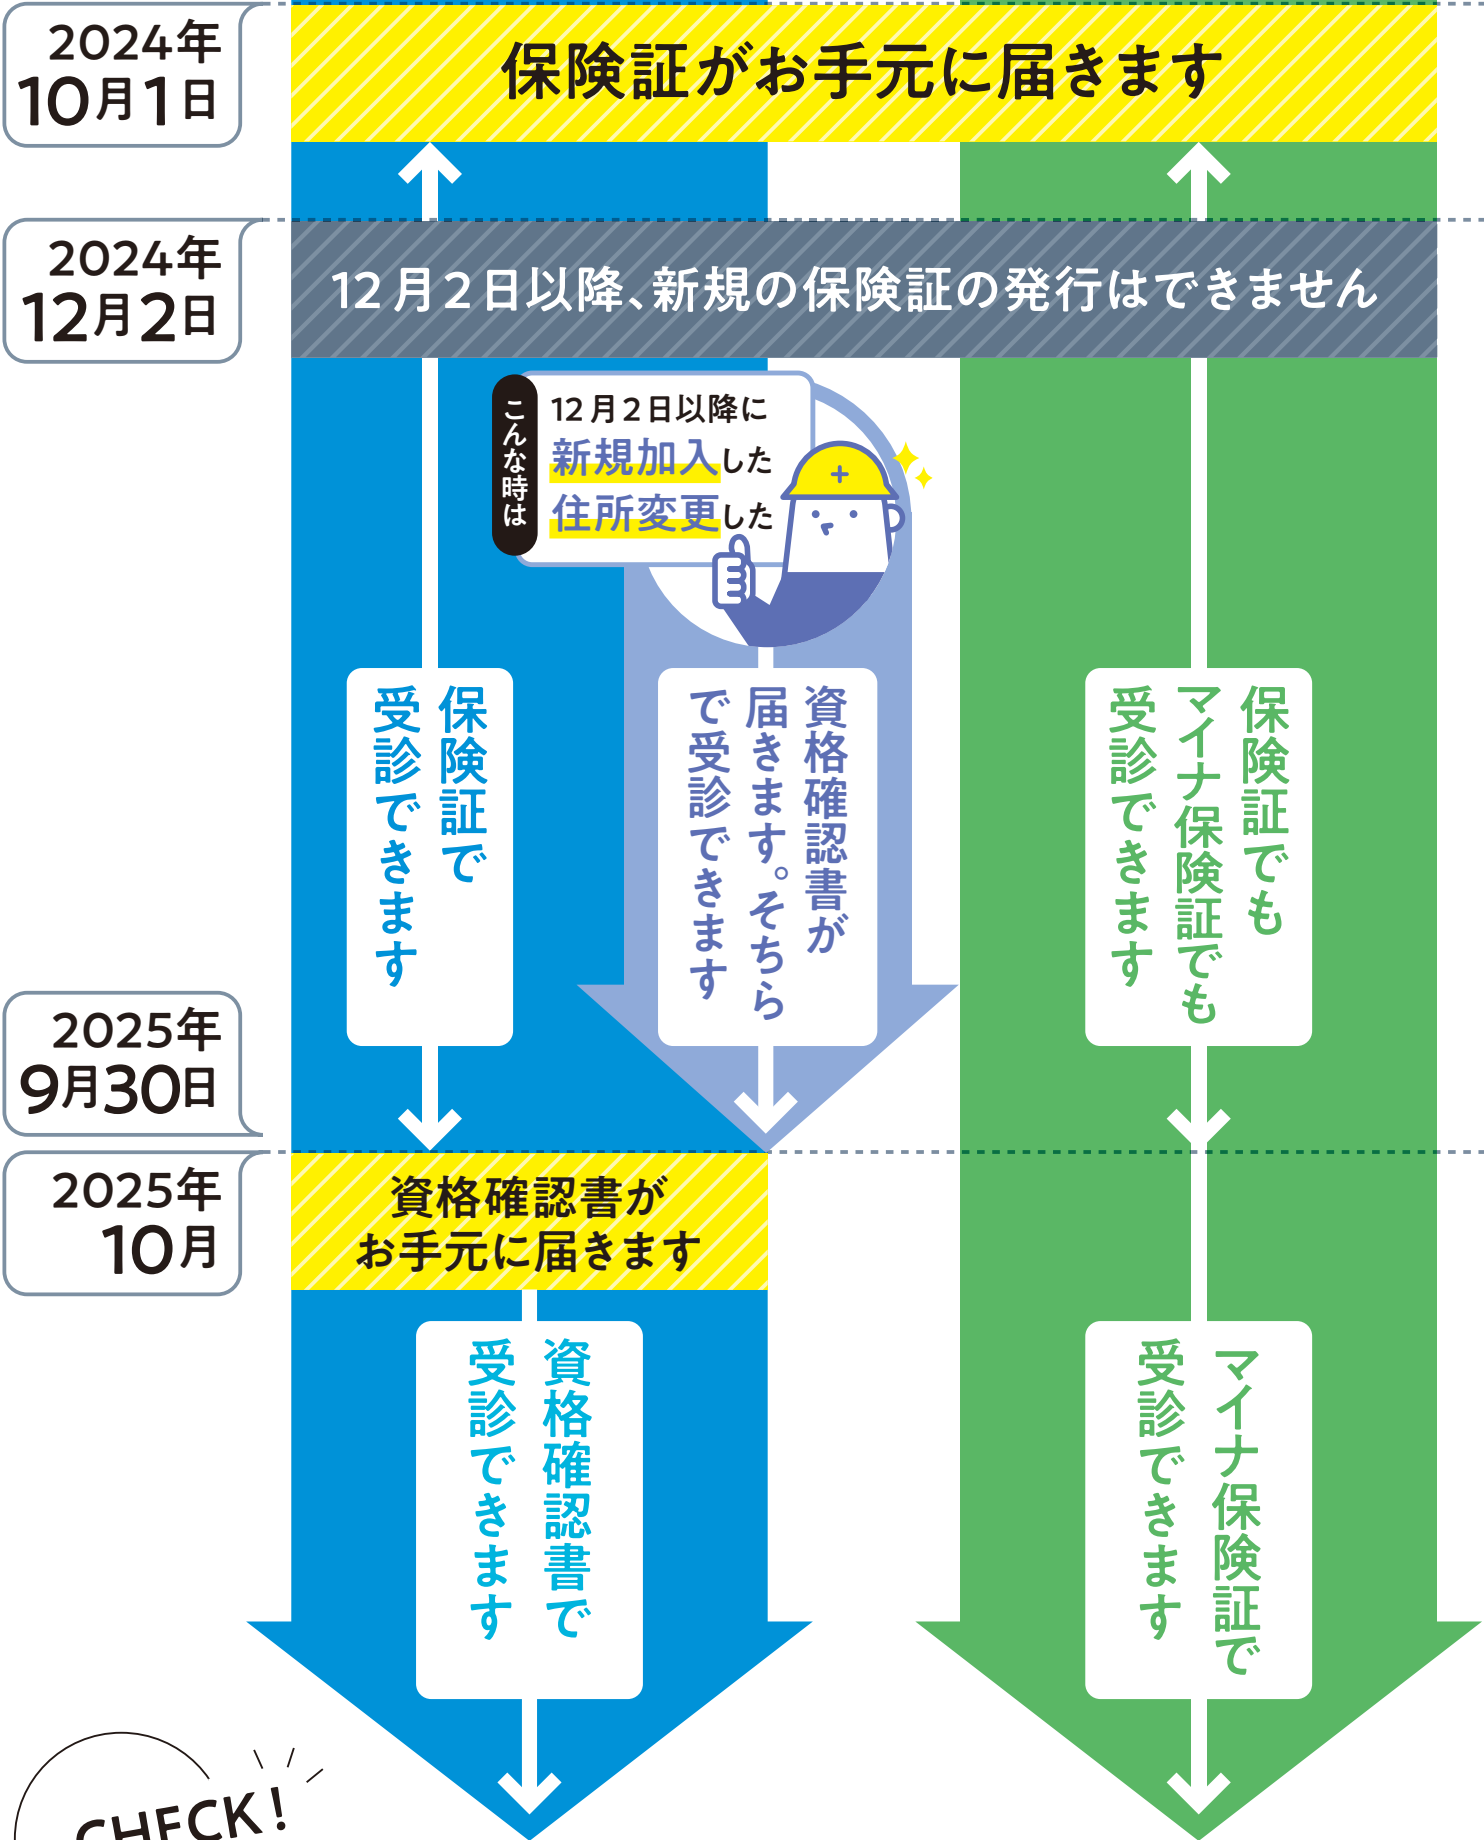 2024年
10月1日
保険証がお手元に届きます
2024年
12月2日
12月2日以降、新規の保険証の発行はできません
こんな時は
12月2日以降に
新規加入した
住所変更した
保険証で
受診できます
資格確認書が
届きます。そちら
で受診できます
保険証でも
マイナ保険証でも
受診できます
2025年
9月30日
2025年
10月
資格確認書が
お手元に届きます
資格確認書で
受診できます
マイナ保険証で
受診できます
CHECK!